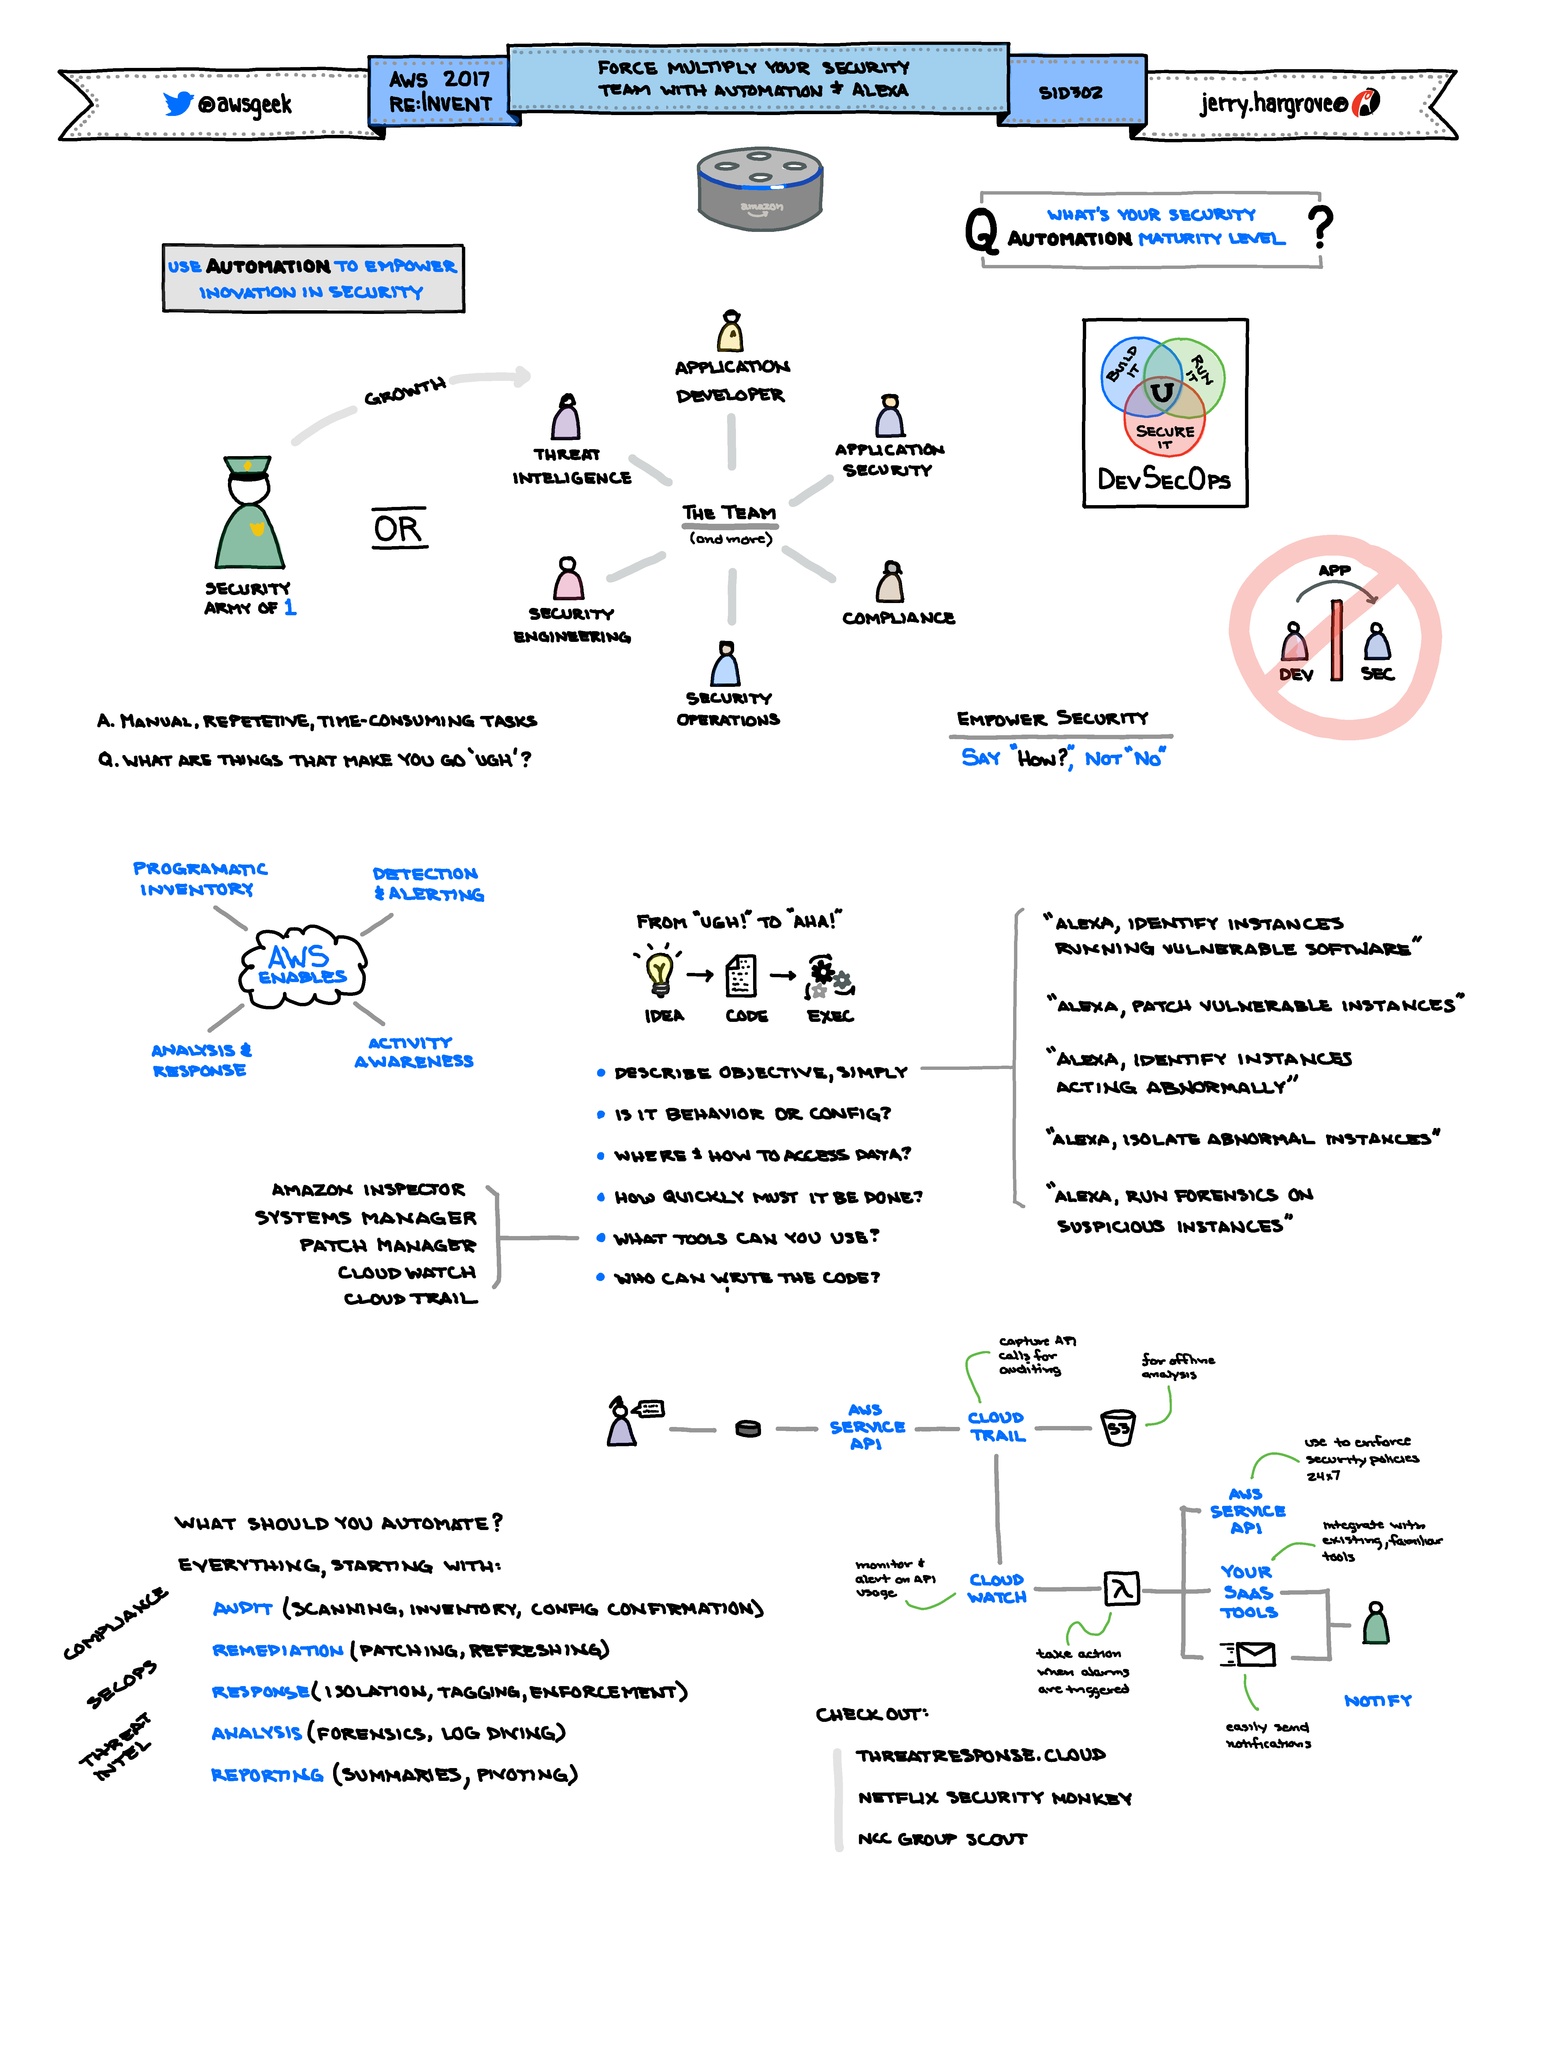 @awsgeek
AWS 2017
RE:INVENT
FORCE MULTIPLY YOUR SECURITY
TEAM WITH AUTOMATION & ALEXA
SID302
jerry.hargrove@
amazon
Q WHAT'S YOUR SECURITY
AUTOMATION MATURITY LEVEL ?
USE AUTOMATION TO EMPOWER
INOVATION IN SECURITY
GROWTH
SECURITY
ARMY OF 1
OR
APPLICATION
DEVELOPER
THREAT
INTELIGENCE
APPLICATION
SECURITY
THE TEAM
(and more)
SECURITY
ENGINEERING
COMPLIANCE
SECURITY
OPERATIONS
BUILD
IT
RUN
IT
U
SECURE
IT
DEVSECOPS
APP
DEV
SEC
A. MANUAL, REPETETIVE, TIME-CONSUMING TASKS
Q. WHAT ARE THINGS THAT MAKE YOU GO 'UGH'?
EMPOWER SECURITY
SAY "HOW?", NOT "NO"
PROGRAMATIC
INVENTORY
DETECTION
& ALERTING
AWS
ENABLES
ANALYSIS &
RESPONSE
ACTIVITY
AWARENESS
FROM "UGH!" TO "AHA!"
IDEA
CODE
EXEC
• DESCRIBE OBJECTIVE, SIMPLY
• IS IT BEHAVIOR OR CONFIG?
• WHERE & HOW TO ACCESS DATA?
• HOW QUICKLY MUST IT BE DONE?
• WHAT TOOLS CAN YOU USE?
• WHO CAN WRITE THE CODE?
"ALEXA, IDENTIFY INSTANCES
RUNNING VULNERABLE SOFTWARE"
"ALEXA, PATCH VULNERABLE INSTANCES"
"ALEXA, IDENTIFY INSTANCES
ACTING ABNORMALLY"
"ALEXA, ISOLATE ABNORMAL INSTANCES"
"ALEXA, RUN FORENSICS ON
SUSPICIOUS INSTANCES"
AMAZON INSPECTOR
SYSTEMS MANAGER
PATCH MANAGER
CLOUD WATCH
CLOUD TRAIL
capture API
calls for
auditing
for offline
analysis
AWS
SERVICE
API
CLOUD
TRAIL
S3
use to enforce
security policies
24x7
AWS
SERVICE
API
integrate with
existing, familiar
tools
monitor &
alert on API
usage
CLOUD
WATCH
λ
YOUR
SAAS
TOOLS
take action
when alarms
are triggered
easily send
notifications
NOTIFY
WHAT SHOULD YOU AUTOMATE?
EVERYTHING, STARTING WITH:
COMPLIANCE
SECOPS
THREAT
INTEL
AUDIT (SCANNING, INVENTORY, CONFIG CONFIRMATION)
REMEDIATION (PATCHING, REFRESHING)
RESPONSE (ISOLATION, TAGGING, ENFORCEMENT)
ANALYSIS (FORENSICS, LOG DIVING)
REPORTING (SUMMARIES, PIVOTING)
CHECK OUT:
THREATRESPONSE.CLOUD
NETFLIX SECURITY MONKEY
NCC GROUP SCOUT